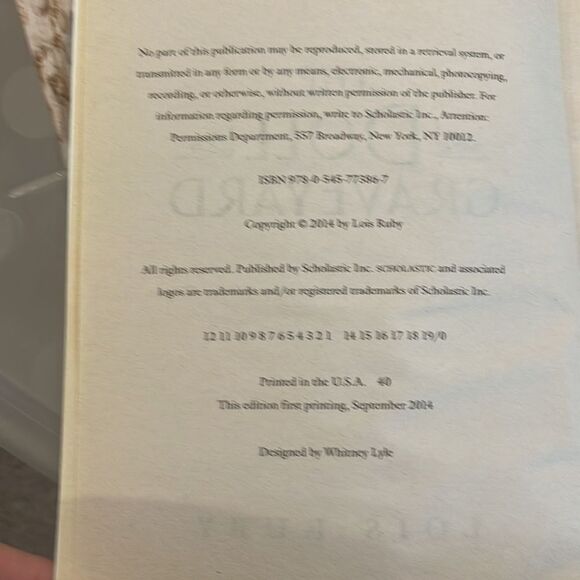 No part of this publication may be reproduced, stored in a retrieval system, or
transmitted in any form or by any means, electronic, mechanical, photocopying,
recording, or otherwise, without written permission of the publisher. For
information regarding permission, write to Scholastic Inc., Attention:
Permissions Department, 557 Broadway, New York, NY 10012.
ISBN 978-0-545-77386-7
Copyright © 2014 by Lois Ruby
All rights reserved. Published by Scholastic Inc. SCHOLASTIC and associated
logos are trademarks and/or registered trademarks of Scholastic Inc.
12 11 10 9 8 7 6 5 4 3 2 1 14 15 16 17 18 19/0
Printed in the U.S.A. 40
This edition first printing, September 2014
Designed by Whitney Lyle
GRAVEYARD
LOIS RUBY